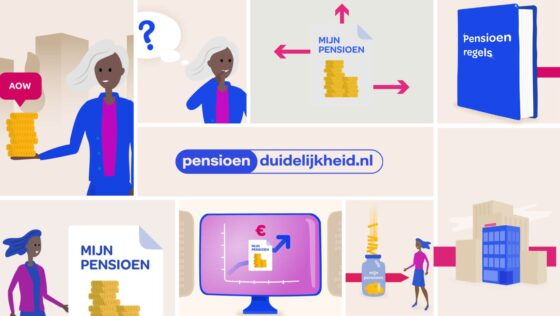 AOW
?
MIJN
PENSIOEN
Pensioen
regels
pensioenduidelijkheid.nl
MIJN
PENSIOEN
€
MIJN
PENSIOEN
mijn
pensioen